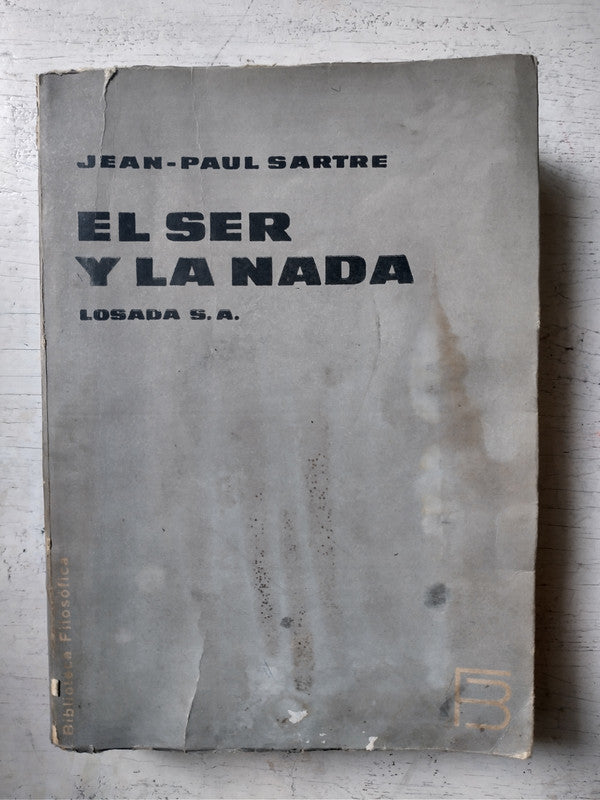 JEAN-PAUL SARTRE
EL SER
Y LA NADA
LOSADA S.A.
Biblioteca Filosófica